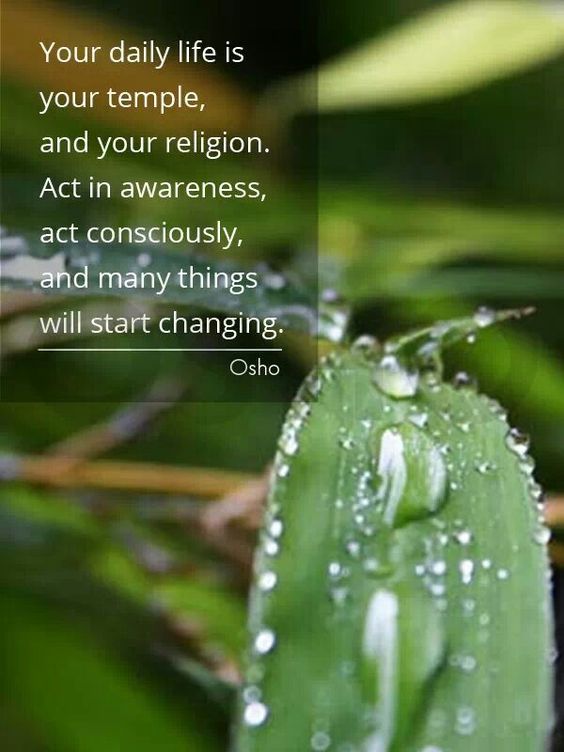 Your daily life is
your temple,
and your religion.
Act in awareness,
act consciously,
and many things
will start changing.
Osho